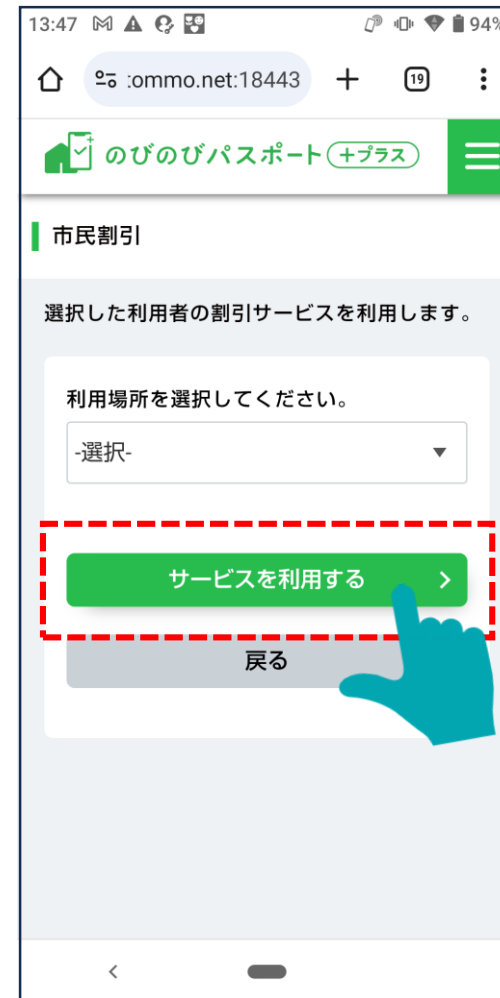 13:47 94%
:ommo.net:18443 19
のびのびパスポート +プラス
市民割引
選択した利用者の割引サービスを利用します。
利用場所を選択してください。
-選択-
サービスを利用する
戻る